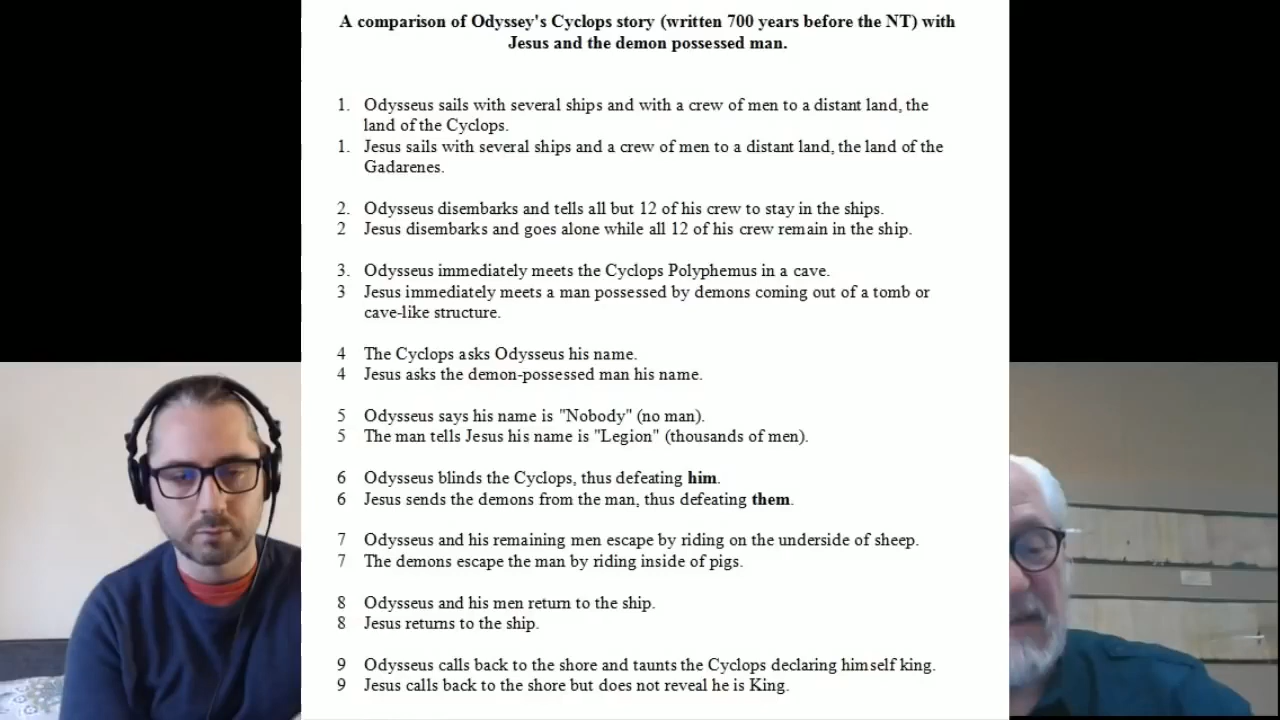 A comparison of Odyssey's Cyclops story (written 700 years before the NT) with
Jesus and the demon possessed man.
1. Odysseus sails with several ships and with a crew of men to a distant land, the
land of the Cyclops.
1. Jesus sails with several ships and a crew of men to a distant land, the land of the
Gadarenes.
2. Odysseus disembarks and tells all but 12 of his crew to stay in the ships.
2 Jesus disembarks and goes alone while all 12 of his crew remain in the ship.
3. Odysseus immediately meets the Cyclops Polyphemus in a cave.
3 Jesus immediately meets a man possessed by demons coming out of a tomb or
cave-like structure.
4 The Cyclops asks Odysseus his name.
4 Jesus asks the demon-possessed man his name.
5 Odysseus says his name is "Nobody" (no man).
5 The man tells Jesus his name is "Legion" (thousands of men).
6 Odysseus blinds the Cyclops, thus defeating him.
6 Jesus sends the demons from the man, thus defeating them.
7 Odysseus and his remaining men escape by riding on the underside of sheep.
7 The demons escape the man by riding inside of pigs.
8 Odysseus and his men return to the ship.
8 Jesus returns to the ship.
9 Odysseus calls back to the shore and taunts the Cyclops declaring himself king.
9 Jesus calls back to the shore but does not reveal he is King.